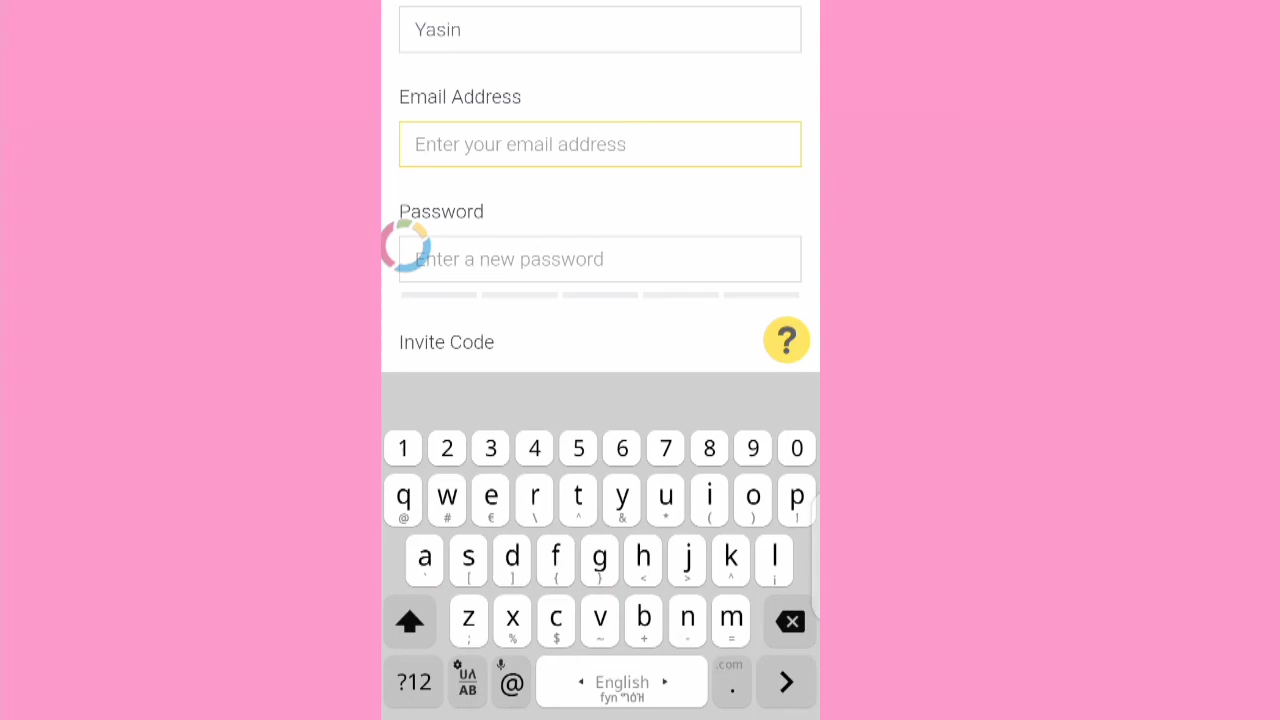 Yasin
Email Address
Enter your email address
Password
Enter a new password
Invite Code
?
1 2 3 4 5 6 7 8 9 0
q w e r t y u i o p
@ # € \ ^ & * ( ) !
a s d f g h j k l
` [ ] { } < > ^ ¡
z x c v b n m
; % $ ~ + - =
?12 AB @ English .com .